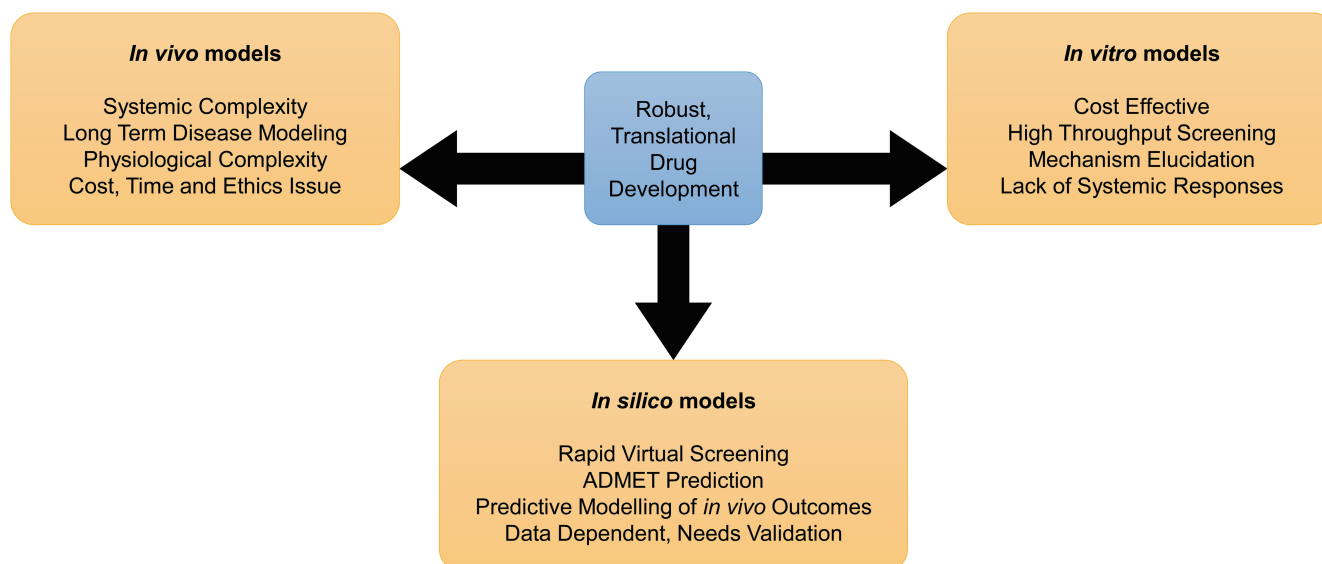 In vivo models
Systemic Complexity
Long Term Disease Modeling
Physiological Complexity
Cost, Time and Ethics Issue
Robust,
Translational
Drug
Development
In vitro models
Cost Effective
High Throughput Screening
Mechanism Elucidation
Lack of Systemic Responses
In silico models
Rapid Virtual Screening
ADMET Prediction
Predictive Modelling of in vivo Outcomes
Data Dependent, Needs Validation